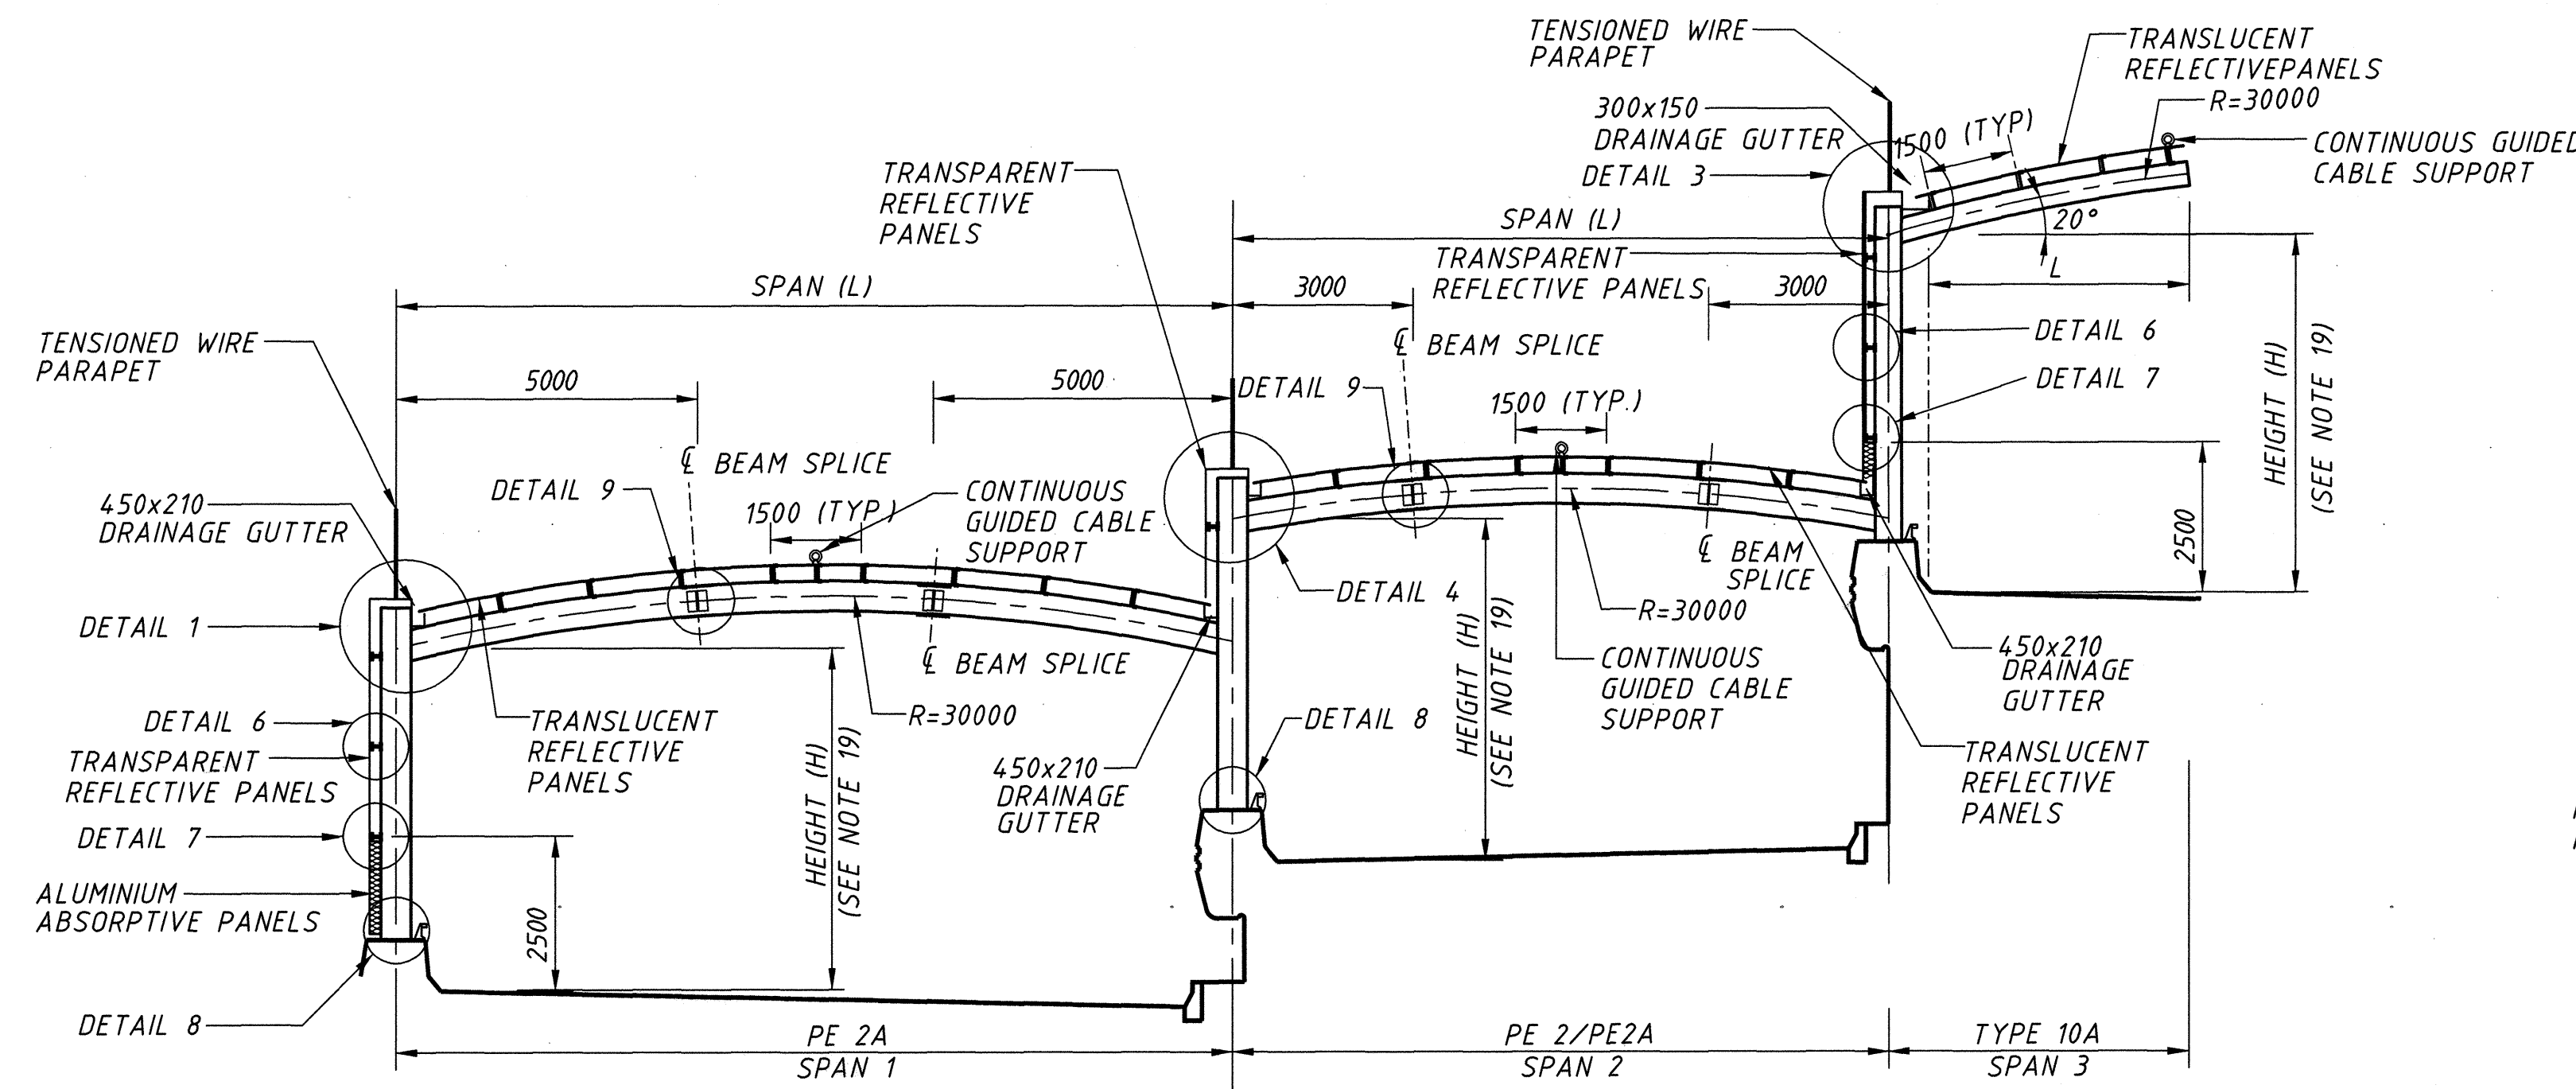 TENSIONED WIRE
PARAPET
TRANSLUCENT
REFLECTIVEPANELS
R=30000
300x150
DRAINAGE GUTTER
1500 (TYP)
CONTINUOUS GUIDED
CABLE SUPPORT
DETAIL 3
TRANSPARENT
REFLECTIVE
PANELS
SPAN (L)
20°
L
TRANSPARENT
REFLECTIVE PANELS
3000
3000
SPAN (L)
TENSIONED WIRE
PARAPET
DETAIL 6
HEIGHT (H)
(SEE NOTE 19)
℄ BEAM SPLICE
DETAIL 7
5000
5000
DETAIL 9
1500 (TYP.)
℄ BEAM SPLICE
DETAIL 9
1500 (TYP.)
CONTINUOUS
GUIDED CABLE
SUPPORT
450x210
DRAINAGE GUTTER
2500
℄ BEAM
SPLICE
DETAIL 4
R=30000
DETAIL 1
℄ BEAM SPLICE
HEIGHT (H)
(SEE NOTE 19)
CONTINUOUS
GUIDED CABLE
SUPPORT
450x210
DRAINAGE
GUTTER
DETAIL 6
TRANSLUCENT
REFLECTIVE
PANELS
R=30000
DETAIL 8
TRANSPARENT
REFLECTIVE PANELS
HEIGHT (H)
(SEE NOTE 19)
450x210
DRAINAGE
GUTTER
TRANSLUCENT
REFLECTIVE
PANELS
DETAIL 7
ALUMINIUM
ABSORPTIVE PANELS
2500
DETAIL 8
PE 2A
SPAN 1
PE 2/PE2A
SPAN 2
TYPE 10A
SPAN 3